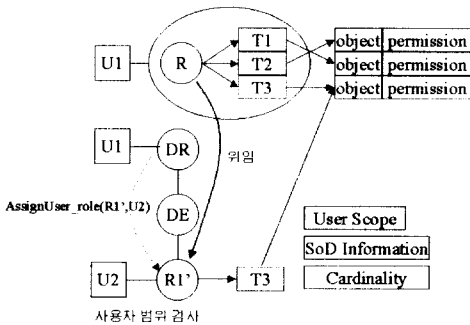 T1
object permission
U1
R
T2
object permission
T3
object permission
U1
DR
위임
AssignUser_role(R1',U2)
DE
User Scope
SoD Information
U2
R1'
T3
Cardinality
사용자 범위 검사